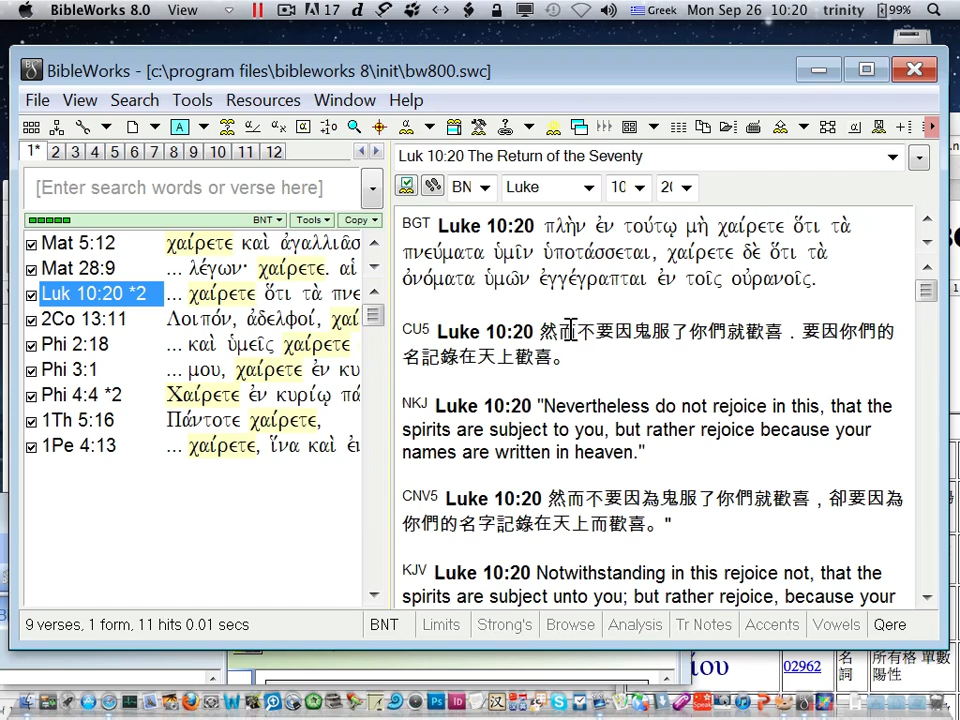 BibleWorks 8.0 View 17 Greek Mon Sep 26 10:20 trinity 99%
BibleWorks - [c:\program files\bibleworks 8\init\bw800.swc]
File View Search Tools Resources Window Help
1* 2 3 4 5 6 7 8 9 10 11 12
Luk 10:20 The Return of the Seventy
[Enter search words or verse here]
BN Luke 10 20
BNT Tools Copy
Mat 5:12 χαίρετε καὶ ἀγαλλιᾶσ
Mat 28:9 ... λέγων· χαίρετε. αἱ
Luk 10:20 *2 ... χαίρετε ὅτι τὰ πνε
2Co 13:11 Λοιπόν, ἀδελφοί, χαί
Phi 2:18 ... καὶ ὑμεῖς χαίρετε
Phi 3:1 ... μου, χαίρετε ἐν κυ
Phi 4:4 *2 Χαίρετε ἐν κυρίῳ πά
1Th 5:16 Πάντοτε χαίρετε,
1Pe 4:13 ... χαίρετε, ἵνα καὶ ἐι
BGT Luke 10:20 πλὴν ἐν τούτῳ μὴ χαίρετε ὅτι τὰ
πνεύματα ὑμῖν ὑποτάσσεται, χαίρετε δὲ ὅτι τὰ
ὀνόματα ὑμῶν ἐγγέγραπται ἐν τοῖς οὐρανοῖς.
CU5 Luke 10:20 然而不要因鬼服了你們就歡喜．要因你們的
名記錄在天上歡喜。
NKJ Luke 10:20 "Nevertheless do not rejoice in this, that the
spirits are subject to you, but rather rejoice because your
names are written in heaven."
CNV5 Luke 10:20 然而不要因為鬼服了你們就歡喜，卻要因為
你們的名字記錄在天上而歡喜。"
KJV Luke 10:20 Notwithstanding in this rejoice not, that the
spirits are subject unto you; but rather rejoice, because your
9 verses, 1 form, 11 hits 0.01 secs BNT Limits Strong's Browse Analysis Tr Notes Accents Vowels Qere
02962 名詞 所有格 單數 陽性